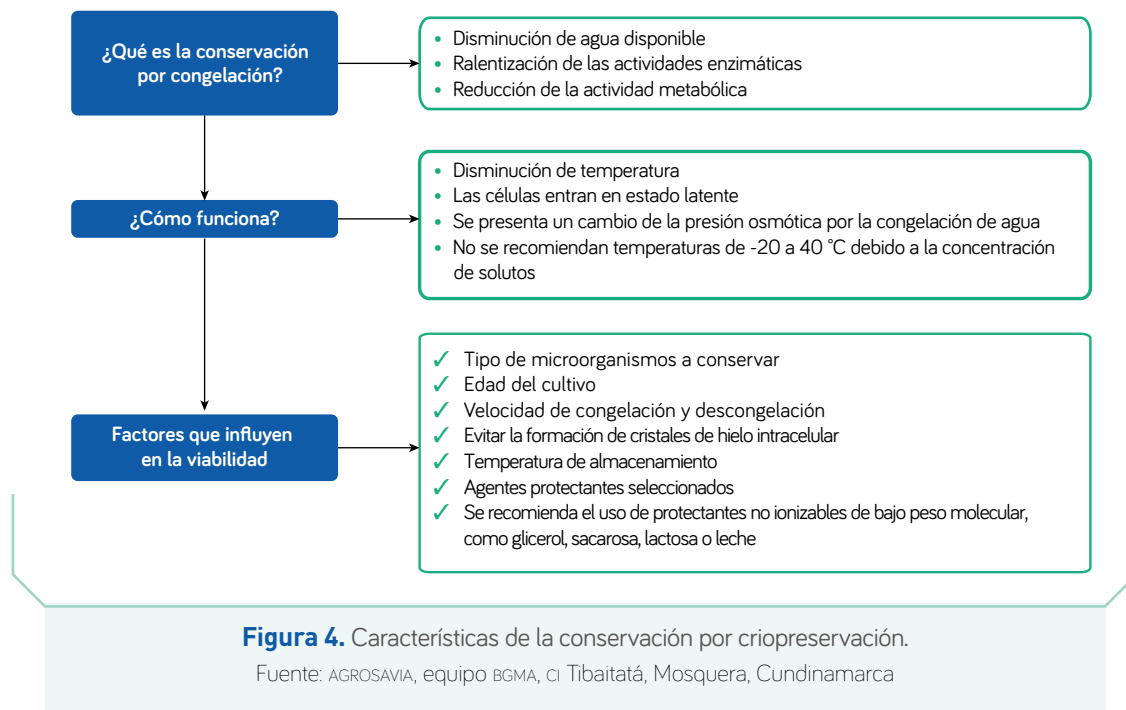 ¿Qué es la conservación
por congelación?
• Disminución de agua disponible
• Ralentización de las actividades enzimáticas
• Reducción de la actividad metabólica
¿Cómo funciona?
• Disminución de temperatura
• Las células entran en estado latente
• Se presenta un cambio de la presión osmótica por la congelación de agua
• No se recomiendan temperaturas de -20 a 40 °C debido a la concentración
de solutos
Factores que influyen
en la viabilidad
✓ Tipo de microorganismos a conservar
✓ Edad del cultivo
✓ Velocidad de congelación y descongelación
✓ Evitar la formación de cristales de hielo intracelular
✓ Temperatura de almacenamiento
✓ Agentes protectantes seleccionados
✓ Se recomienda el uso de protectantes no ionizables de bajo peso molecular,
como glicerol, sacarosa, lactosa o leche
Figura 4. Características de la conservación por criopreservación.
Fuente: AGROSAVIA, equipo BGMA, CI Tibaitatá, Mosquera, Cundinamarca